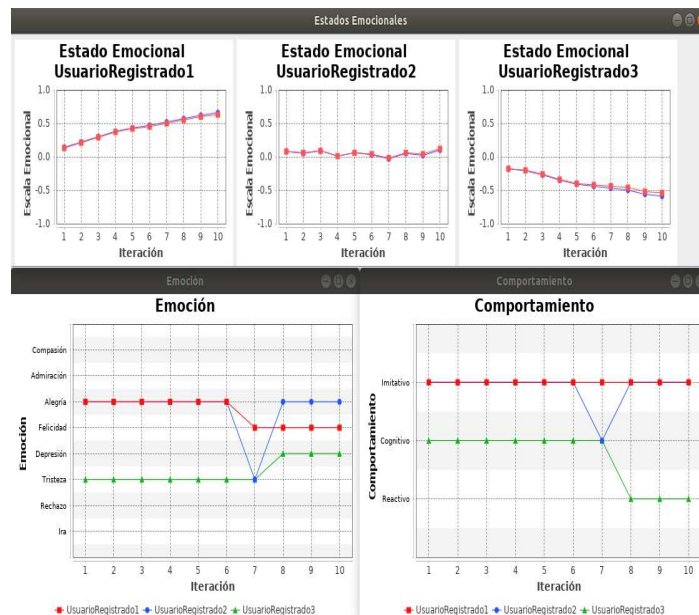 Estados Emocionales
Estado Emocional
UsuarioRegistrado1
Estado Emocional
UsuarioRegistrado2
Estado Emocional
UsuarioRegistrado3
Escala Emocional
1.0
0.5
0.0
-0.5
-1.0
1 2 3 4 5 6 7 8 9 10
Iteración
Escala Emocional
1.0
0.5
0.0
-0.5
-1.0
1 2 3 4 5 6 7 8 9 10
Iteración
Escala Emocional
1.0
0.5
0.0
-0.5
-1.0
1 2 3 4 5 6 7 8 9 10
Iteración
Emoción
Emoción
Emoción
Compasión
Admiración
Alegría
Felicidad
Depresión
Tristeza
Rechazo
Ira
1 2 3 4 5 6 7 8 9 10
Iteración
UsuarioRegistrado1 UsuarioRegistrado2 UsuarioRegistrado3
Comportamiento
Comportamiento
Comportamiento
Imitativo
Cognitivo
Reactivo
1 2 3 4 5 6 7 8 9 10
Iteración
UsuarioRegistrado1 UsuarioRegistrado2 UsuarioRegistrado3